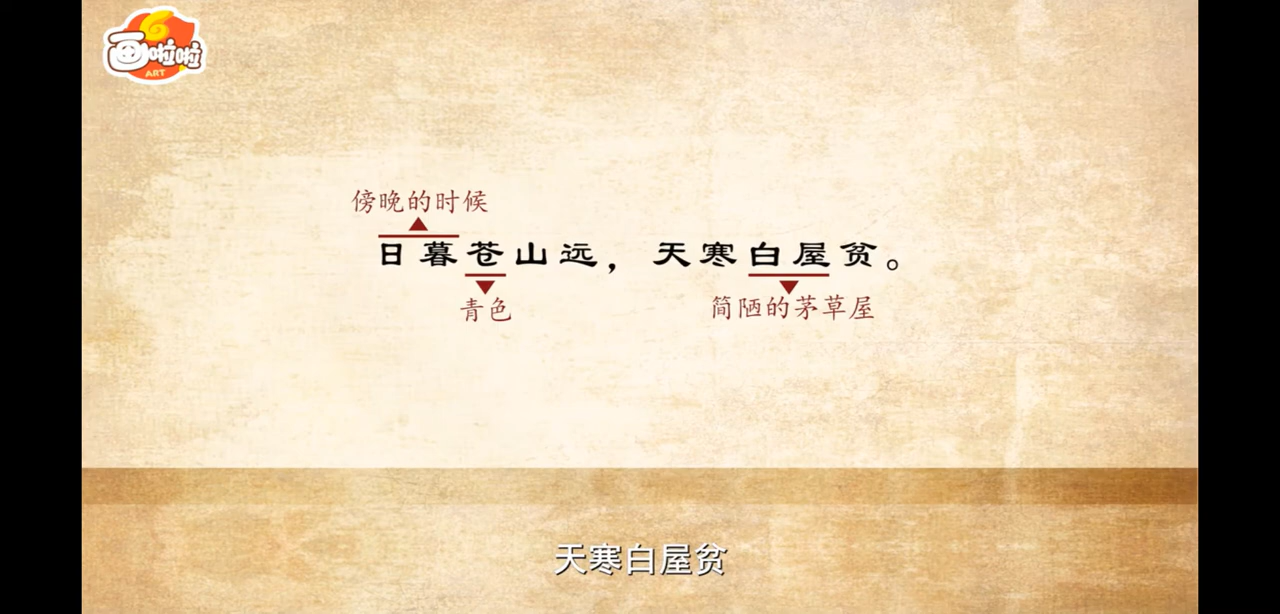 画啦啦
ART
傍晚的时候
日暮苍山远，天寒白屋贫。
青色
简陋的茅草屋
天寒白屋贫